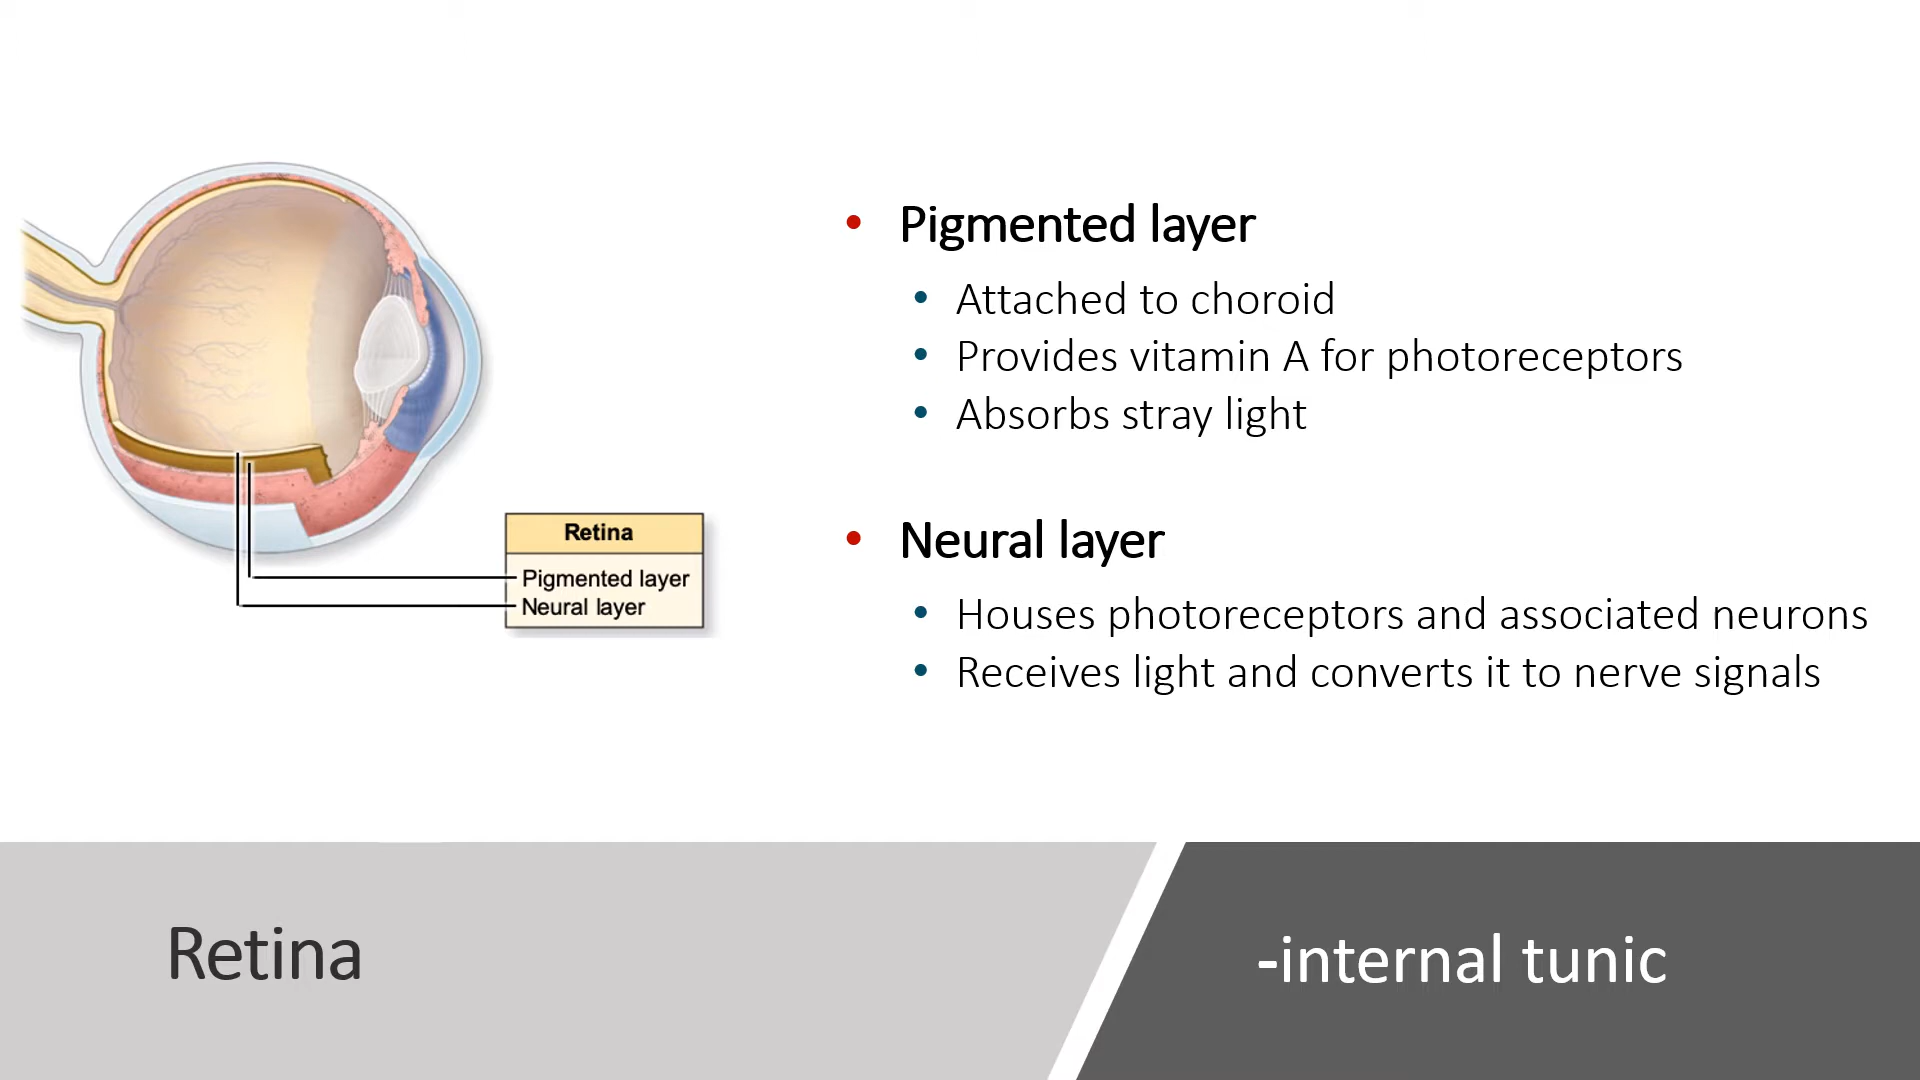 Retina
Pigmented layer
Neural layer
• Pigmented layer
• Attached to choroid
• Provides vitamin A for photoreceptors
• Absorbs stray light
• Neural layer
• Houses photoreceptors and associated neurons
• Receives light and converts it to nerve signals
Retina
-internal tunic